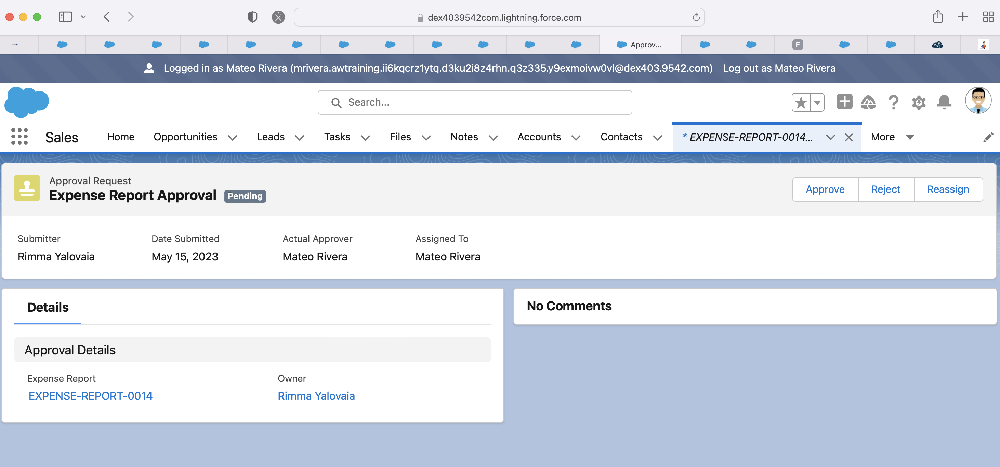 dex4039542com.lightning.force.com
Approv...
F
Logged in as Mateo Rivera (mrivera.awtraining.ii6kqcrz1ytq.d3ku2i8z4rhn.q3z335.y9exmoivw0vl@dex403.9542.com) Log out as Mateo Rivera
Search...
Sales Home Opportunities Leads Tasks Files Notes Accounts Contacts * EXPENSE-REPORT-0014... More
Approval Request
Expense Report Approval Pending
Approve Reject Reassign
Submitter Date Submitted Actual Approver Assigned To
Rimma Yalovaia May 15, 2023 Mateo Rivera Mateo Rivera
Details
No Comments
Approval Details
Expense Report Owner
EXPENSE-REPORT-0014 Rimma Yalovaia